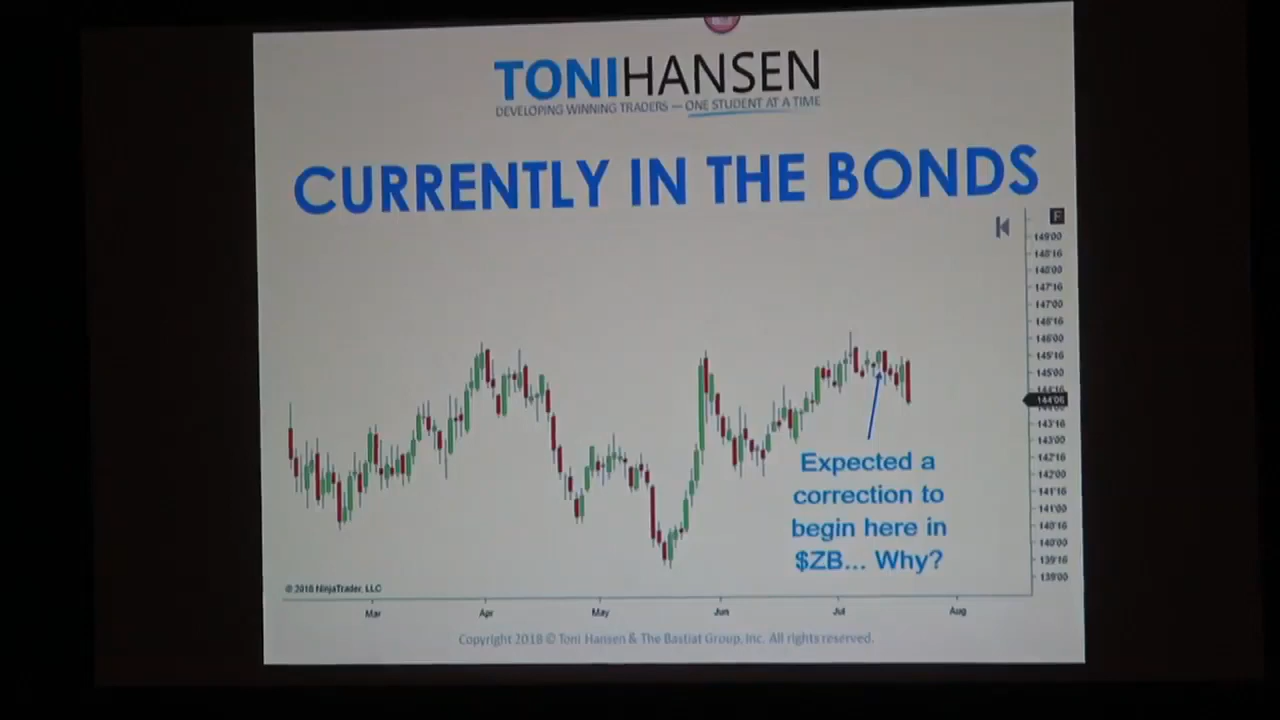 TONIHANSEN
DEVELOPING WINNING TRADERS — ONE STUDENT AT A TIME
CURRENTLY IN THE BONDS
F
149'00
148'16
148'00
147'16
147'00
146'16
146'00
145'16
145'00
144'16
144'06
143'16
143'00
142'16
142'00
141'16
141'00
140'16
140'00
139'16
139'00
Expected a
correction to
begin here in
$ZB... Why?
© 2018 NinjaTrader, LLC
Mar Apr May Jun Jul Aug
Copyright 2018 © Toni Hansen & The Bastiat Group, Inc. All rights reserved.